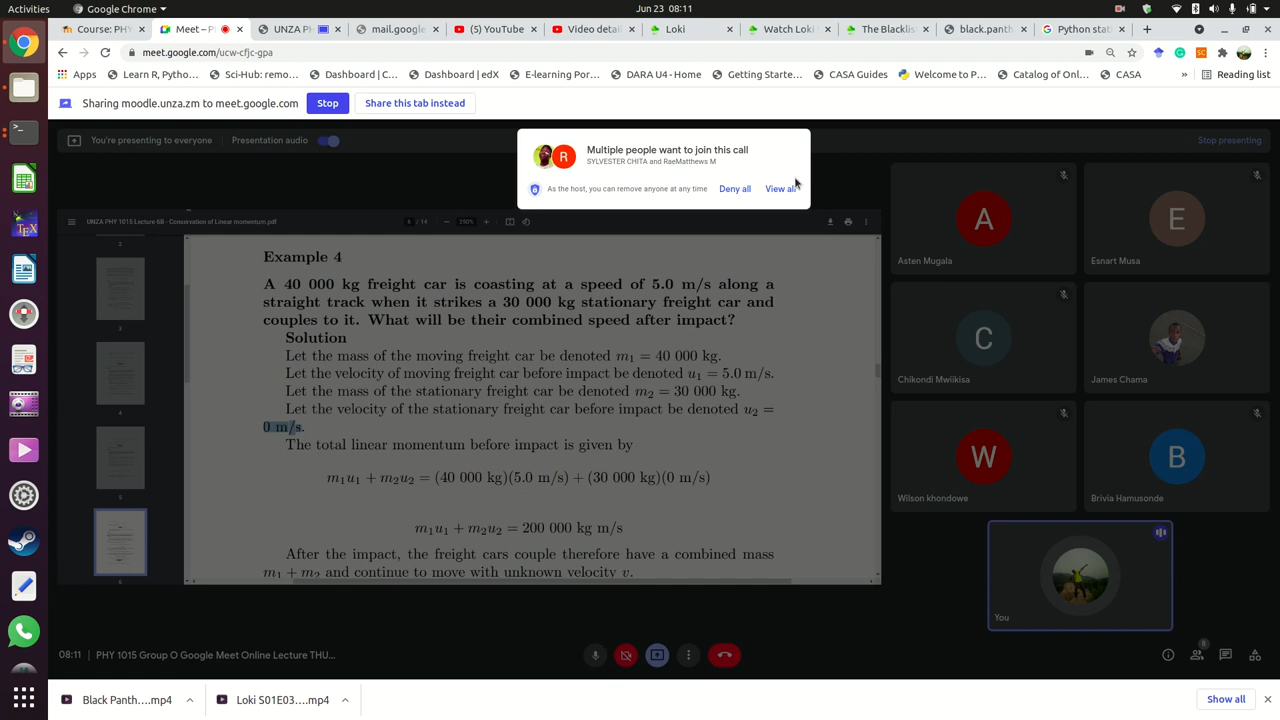 Activities
Google Chrome
Jun 23 08:11
Course: PHY
Meet –
UNZA P
mail.google
(5) YouTube
Video detai
Loki
Watch Loki
The Blacklis
black.panth
Python stat
meet.google.com/ucw-cfjc-gpa
Apps
Learn R, Pytho...
Sci-Hub: remo...
Dashboard | C...
Dashboard | edX
E-learning Por...
DARA U4 - Home
Getting Starte...
CASA Guides
Welcome to P...
Catalog of Onl...
CASA
»
Reading list
Sharing moodle.unza.zm to meet.google.com
Stop
Share this tab instead
You're presenting to everyone
Presentation audio
Stop presenting
Multiple people want to join this call
SYLVESTER CHITA and RaeMatthews M
R
As the host, you can remove anyone at any time
Deny all
View all
UNZA PHY 1015 Lecture 6B - Conservation of Linear momentum.pdf
6 / 14
250%
2
3
4
5
6
Example 4
A 40 000 kg freight car is coasting at a speed of 5.0 m/s along a
straight track when it strikes a 30 000 kg stationary freight car and
couples to it. What will be their combined speed after impact?
Solution
Let the mass of the moving freight car be denoted m₁ = 40 000 kg.
Let the velocity of moving freight car before impact be denoted u₁ = 5.0 m/s.
Let the mass of the stationary freight car be denoted m₂ = 30 000 kg.
Let the velocity of the stationary freight car before impact be denoted u₂ =
0 m/s.
The total linear momentum before impact is given by
m₁u₁ + m₂u₂ = (40 000 kg)(5.0 m/s) + (30 000 kg)(0 m/s)
m₁u₁ + m₂u₂ = 200 000 kg m/s
After the impact, the freight cars couple therefore have a combined mass
m₁ + m₂ and continue to move with unknown velocity v.
A
Asten Mugala
E
Esnart Musa
C
Chikondi Mwiikisa
James Chama
W
Wilson khondowe
B
Brivia Hamusonde
You
08:11
PHY 1015 Group O Google Meet Online Lecture THU...
8
Black Panth....mp4
Loki S01E03....mp4
Show all